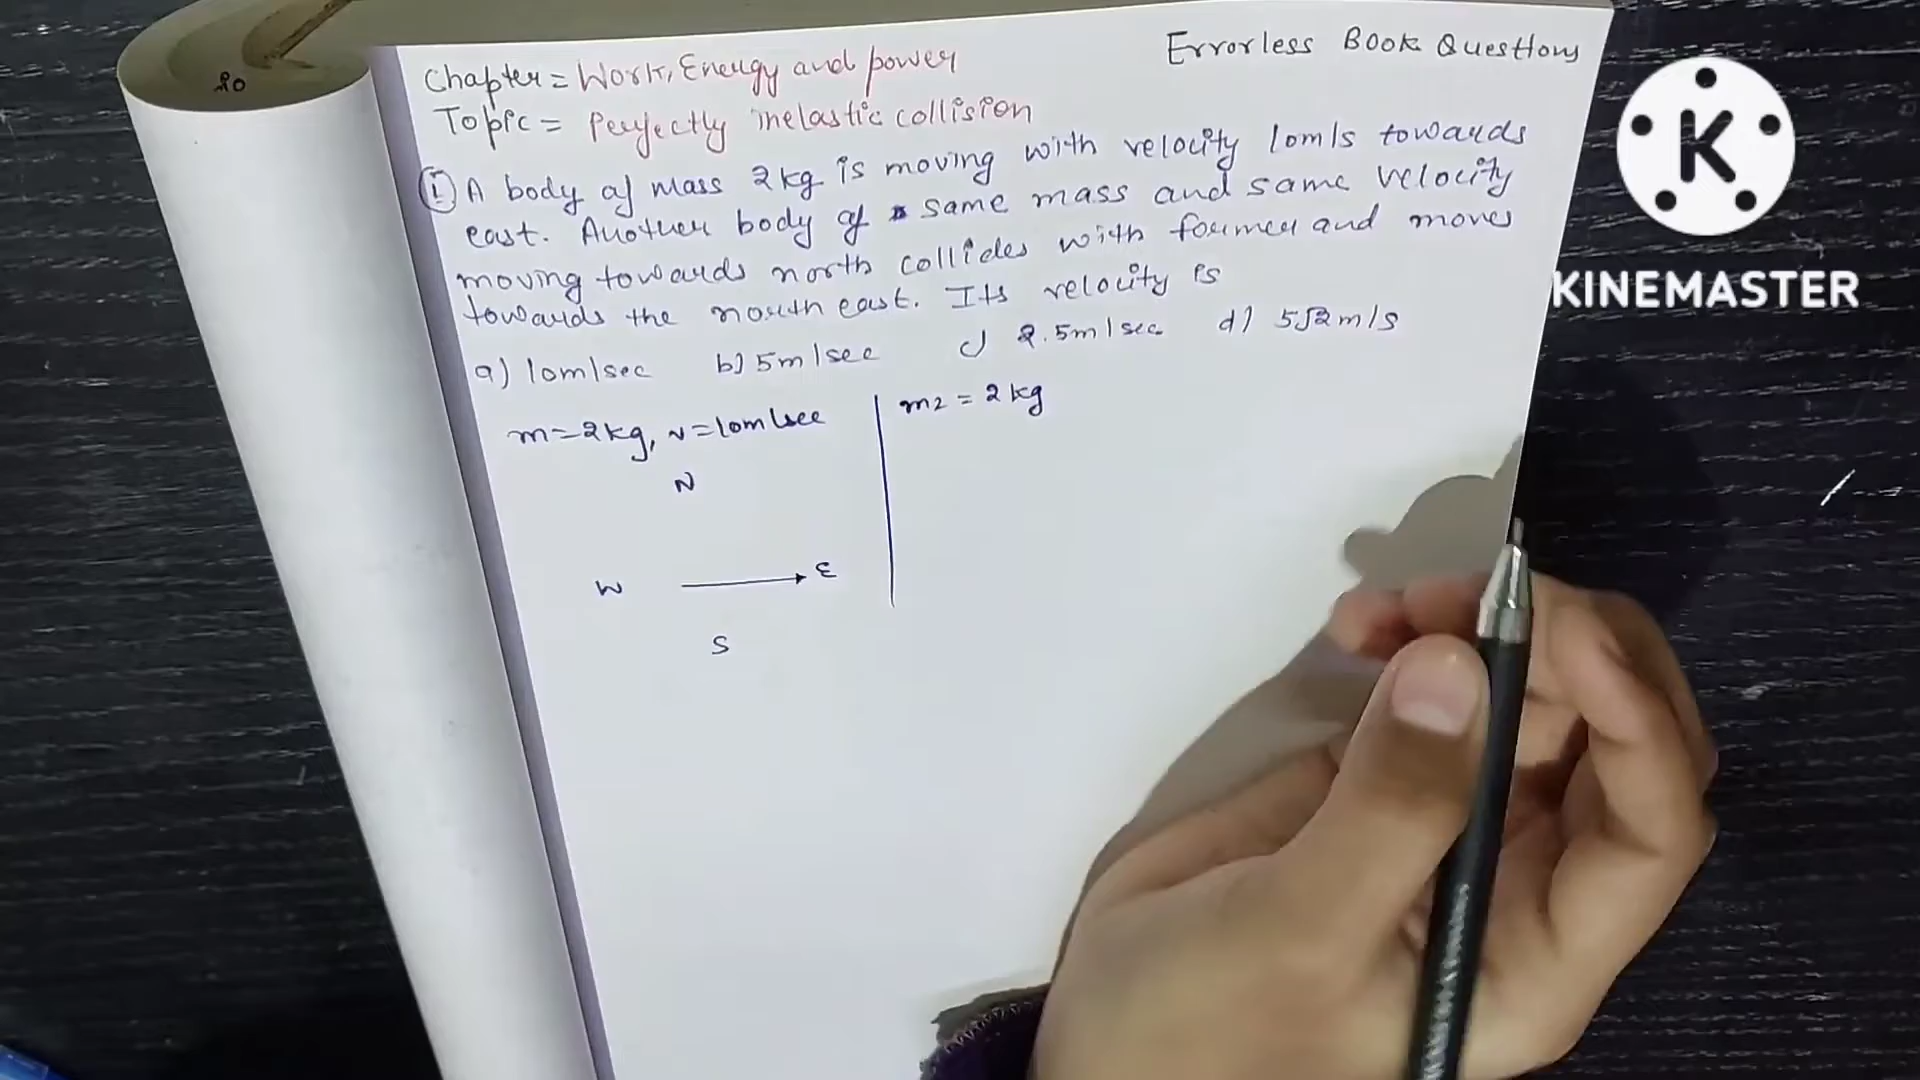 Errorless Book Questions
Chapter = Work, Energy and power
Topic = Perfectly inelastic collision
① A body of mass 2kg is moving with velocity 10m/s towards
east. Another body of same mass and same velocity
moving towards north collides with former and moves
towards the north east. Its velocity is
a) 10m/sec b) 5m/sec c) 2.5m/sec d) 5√2m/s
m=2kg, v=10m/sec
m2 = 2kg
N
W E
S
K
KINEMASTER